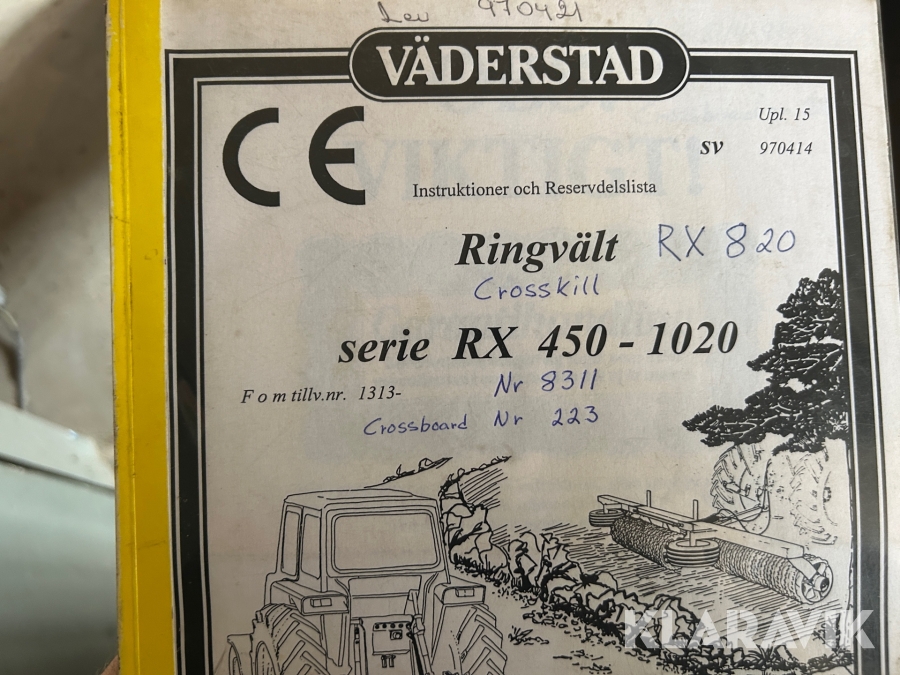 Lev 970421
VÄDERSTAD
CE
Upl. 15
sv 970414
Instruktioner och Reservdelslista
Ringvält RX 820
Crosskill
serie RX 450 - 1020
Nr 8311
F o m tillv.nr. 1313-
Crossboard Nr 223
KLARAVIK